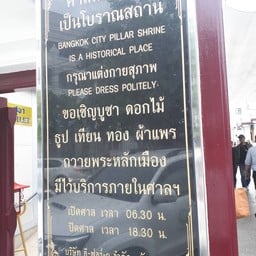 เป็นโบราณสถาน
BANGKOK CITY PILLAR SHRINE
IS A HISTORICAL PLACE
กรุณาแต่งกายสุภาพ
PLEASE DRESS POLITELY
ขอเชิญบูชา ดอกไม้
ธูป เทียน ทอง ผ้าแพร
ถวายพระหลักเมือง
มีไว้บริการภายในศาลฯ
เปิดศาล เวลา 06.30 น.
ปิดศาล เวลา 18.30 น.
บริษัท